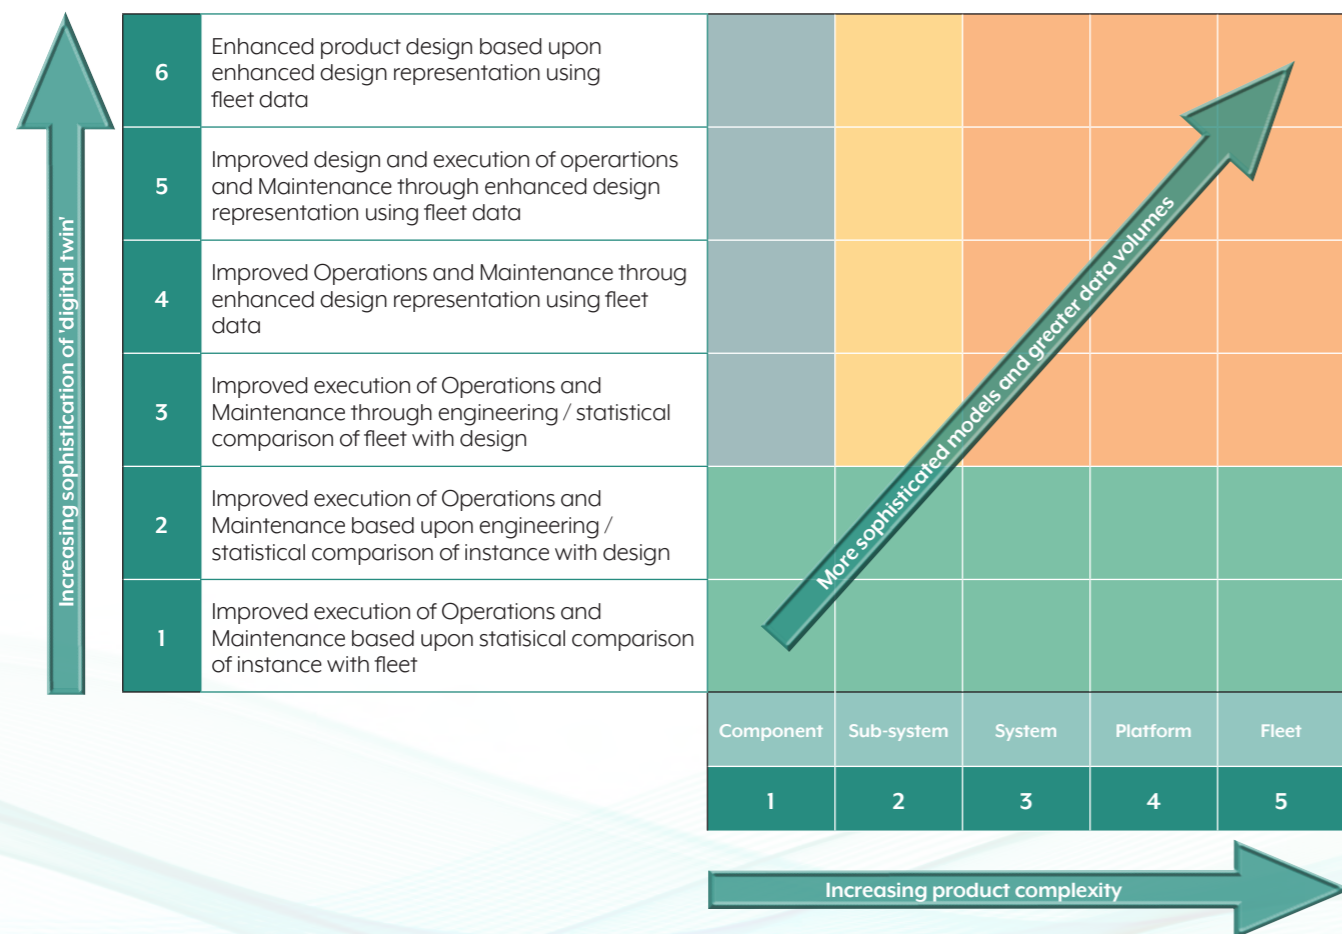 Increasing sophistication of 'digital twin'
6
Enhanced product design based upon
enhanced design representation using
fleet data
5
Improved design and execution of operartions
and Maintenance through enhanced design
representation using fleet data
4
Improved Operations and Maintenance throug
enhanced design representation using fleet
data
3
Improved execution of Operations and
Maintenance through engineering / statistical
comparison of fleet with design
2
Improved execution of Operations and
Maintenance based upon engineering /
statistical comparison of instance with design
1
Improved execution of Operations and
Maintenance based upon statisical comparison
of instance with fleet
More sophisticated models and greater data volumes
Component Sub-system System Platform Fleet
1 2 3 4 5
Increasing product complexity